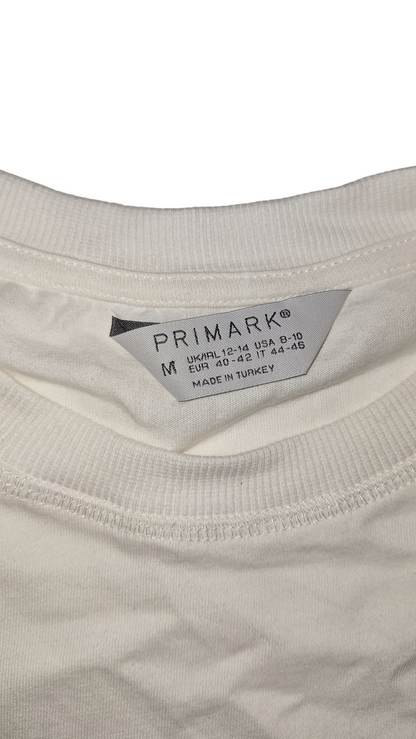 PRIMARK®
M UK/IRL 12-14 USA 8-10
EUR 40-42 IT 44-46
MADE IN TURKEY